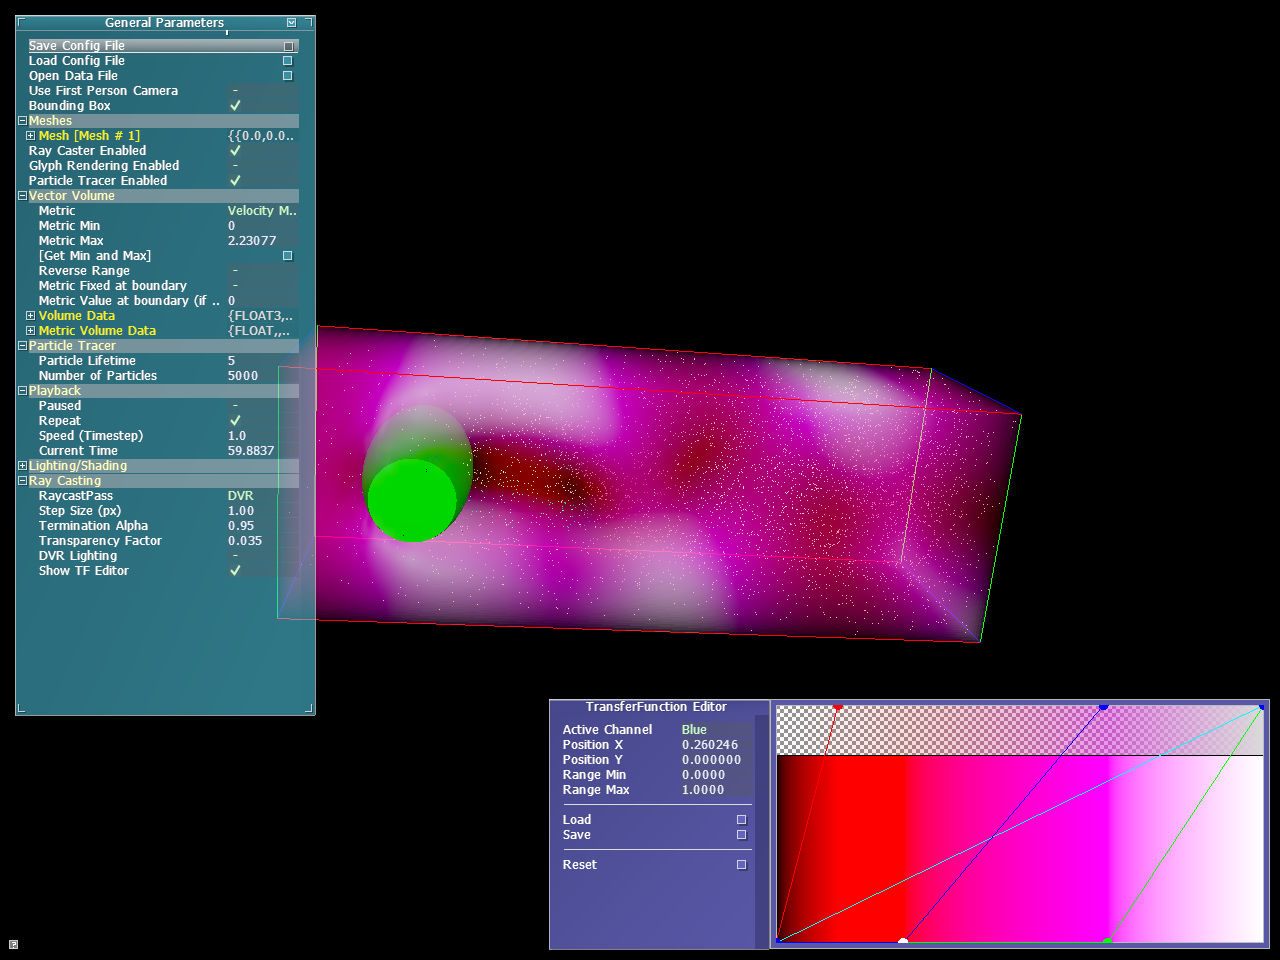 General Parameters
Save Config File
Load Config File
Open Data File
Use First Person Camera -
Bounding Box
Meshes
Mesh [Mesh # 1] {{0.0,0.0..
Ray Caster Enabled
Glyph Rendering Enabled -
Particle Tracer Enabled
Vector Volume
Metric Velocity M..
Metric Min 0
Metric Max 2.23077
[Get Min and Max]
Reverse Range -
Metric Fixed at boundary -
Metric Value at boundary (if .. 0
Volume Data {FLOAT3,..
Metric Volume Data {FLOAT,,..
Particle Tracer
Particle Lifetime 5
Number of Particles 5000
Playback
Paused -
Repeat
Speed (Timestep) 1.0
Current Time 59.8837
Lighting/Shading
Ray Casting
RaycastPass DVR
Step Size (px) 1.00
Termination Alpha 0.95
Transparency Factor 0.035
DVR Lighting -
Show TF Editor
TransferFunction Editor
Active Channel Blue
Position X 0.260246
Position Y 0.000000
Range Min 0.0000
Range Max 1.0000
Load
Save
Reset
?